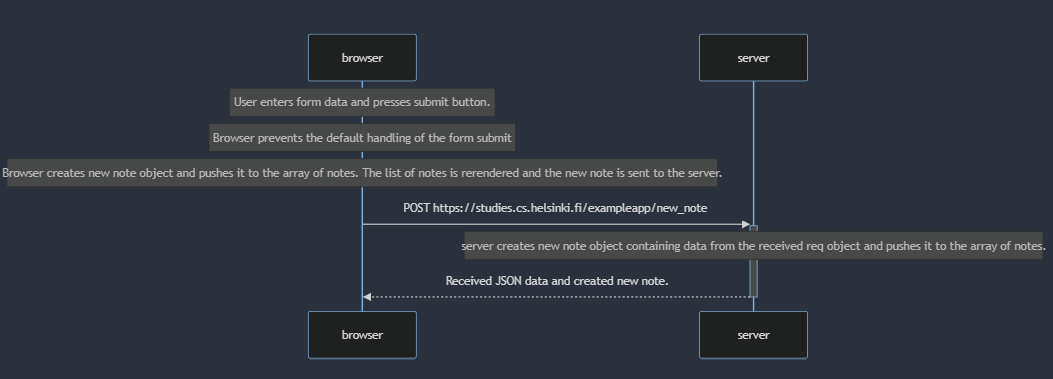 browser server
User enters form data and presses submit button.
Browser prevents the default handling of the form submit
Browser creates new note object and pushes it to the array of notes. The list of notes is rerendered and the new note is sent to the server.
POST https://studies.cs.helsinki.fi/exampleapp/new_note
server creates new note object containing data from the received req object and pushes it to the array of notes.
Received JSON data and created new note.
browser server